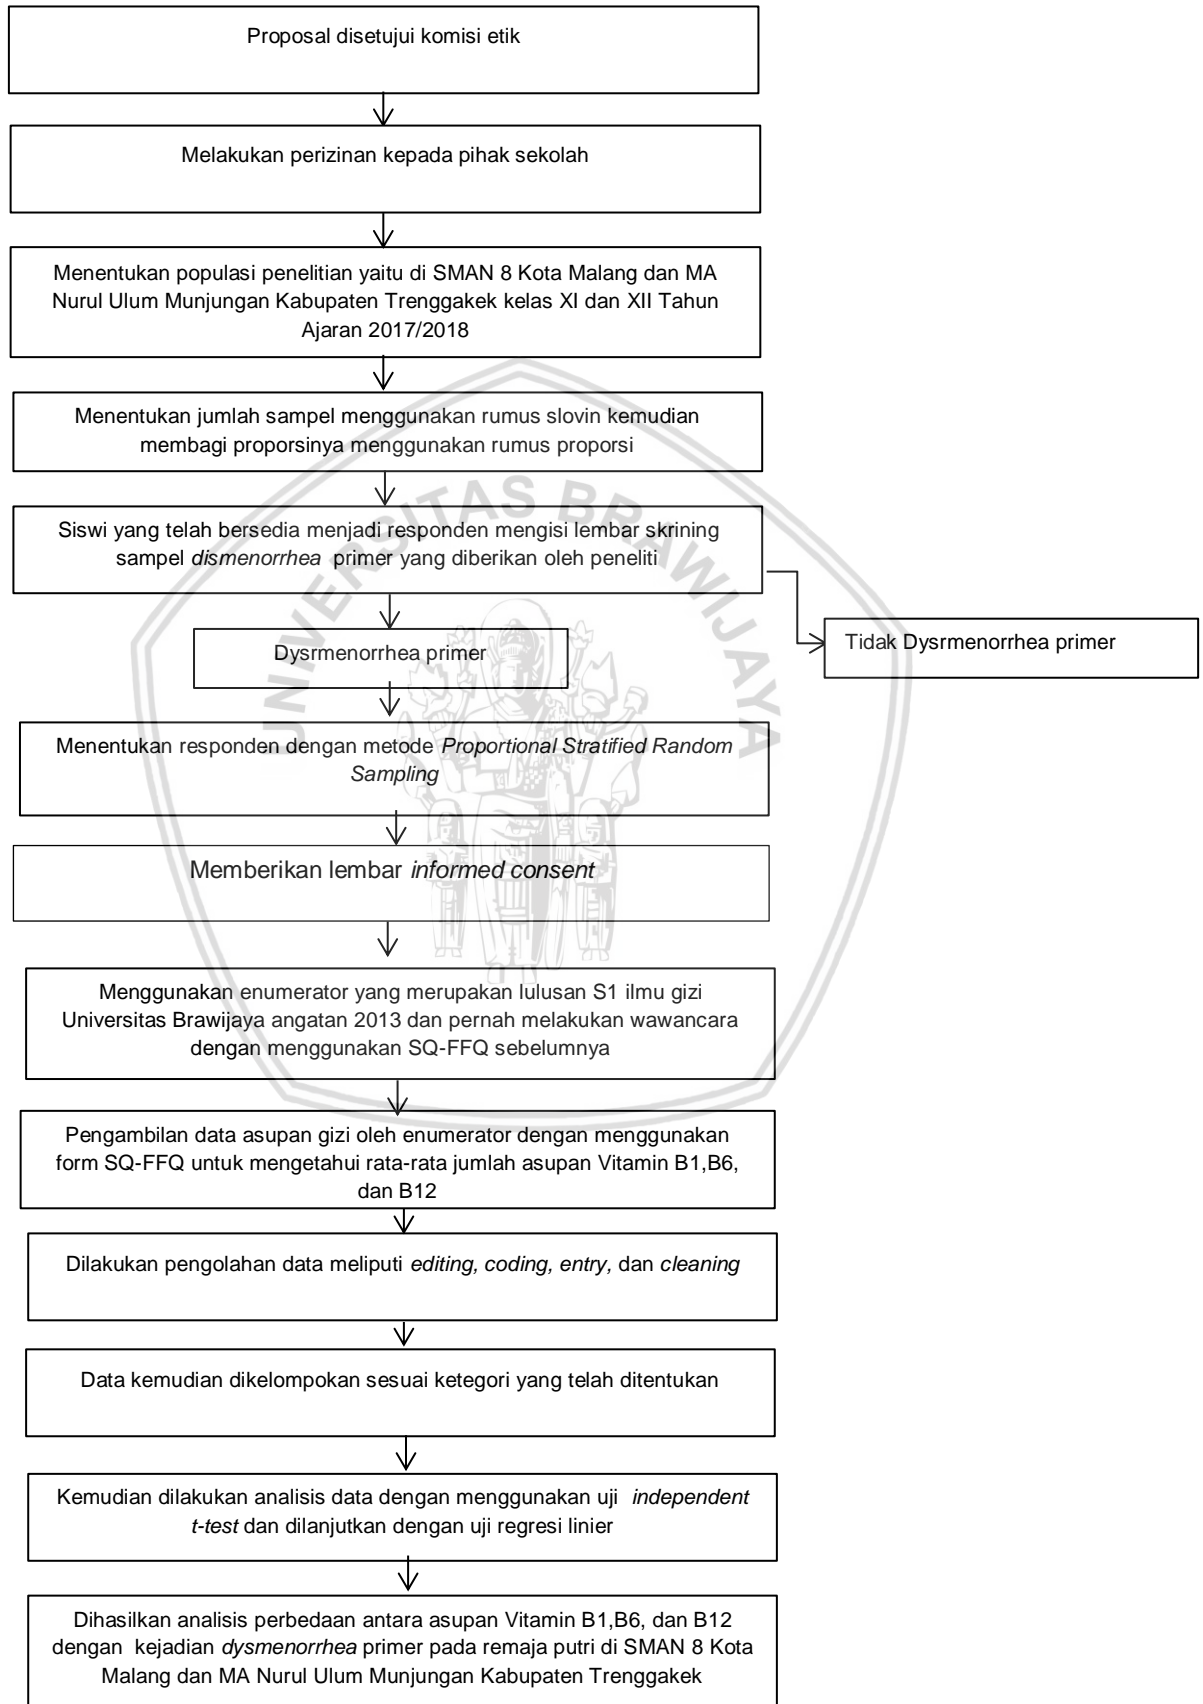 Proposal disetujui komisi etik
Melakukan perizinan kepada pihak sekolah
Menentukan populasi penelitian yaitu di SMAN 8 Kota Malang dan MA
Nurul Ulum Munjungan Kabupaten Trenggakek kelas XI dan XII Tahun
Ajaran 2017/2018
Menentukan jumlah sampel menggunakan rumus slovin kemudian
membagi proporsinya menggunakan rumus proporsi
UNIVERSITAS BRAWIJAYA
Siswi yang telah bersedia menjadi responden mengisi lembar skrining
sampel dismenorrhea primer yang diberikan oleh peneliti
Dysrmenorrhea primer
Tidak Dysrmenorrhea primer
Menentukan responden dengan metode Proportional Stratified Random
Sampling
Memberikan lembar informed consent
Menggunakan enumerator yang merupakan lulusan S1 ilmu gizi
Universitas Brawijaya angatan 2013 dan pernah melakukan wawancara
dengan menggunakan SQ-FFQ sebelumnya
Pengambilan data asupan gizi oleh enumerator dengan menggunakan
form SQ-FFQ untuk mengetahui rata-rata jumlah asupan Vitamin B1,B6,
dan B12
Dilakukan pengolahan data meliputi editing, coding, entry, dan cleaning
Data kemudian dikelompokan sesuai ketegori yang telah ditentukan
Kemudian dilakukan analisis data dengan menggunakan uji independent
t-test dan dilanjutkan dengan uji regresi linier
Dihasilkan analisis perbedaan antara asupan Vitamin B1,B6, dan B12
dengan kejadian dysmenorrhea primer pada remaja putri di SMAN 8 Kota
Malang dan MA Nurul Ulum Munjungan Kabupaten Trenggakek